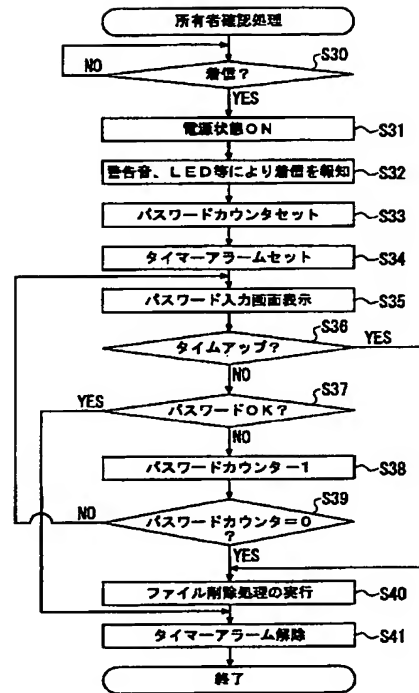 所有者確認処理
S30
着信?
NO
YES
電源状態ON
S31
警告音、LED等により着信を報知
S32
パスワードカウンタセット
S33
タイマーアラームセット
S34
パスワード入力画面表示
S35
S36
タイムアップ?
YES
NO
S37
YES
パスワードOK?
NO
パスワードカウンター1
S38
S39
NO
パスワードカウンタ=0
?
YES
ファイル削除処理の実行
S40
タイマーアラーム解除
S41
終了